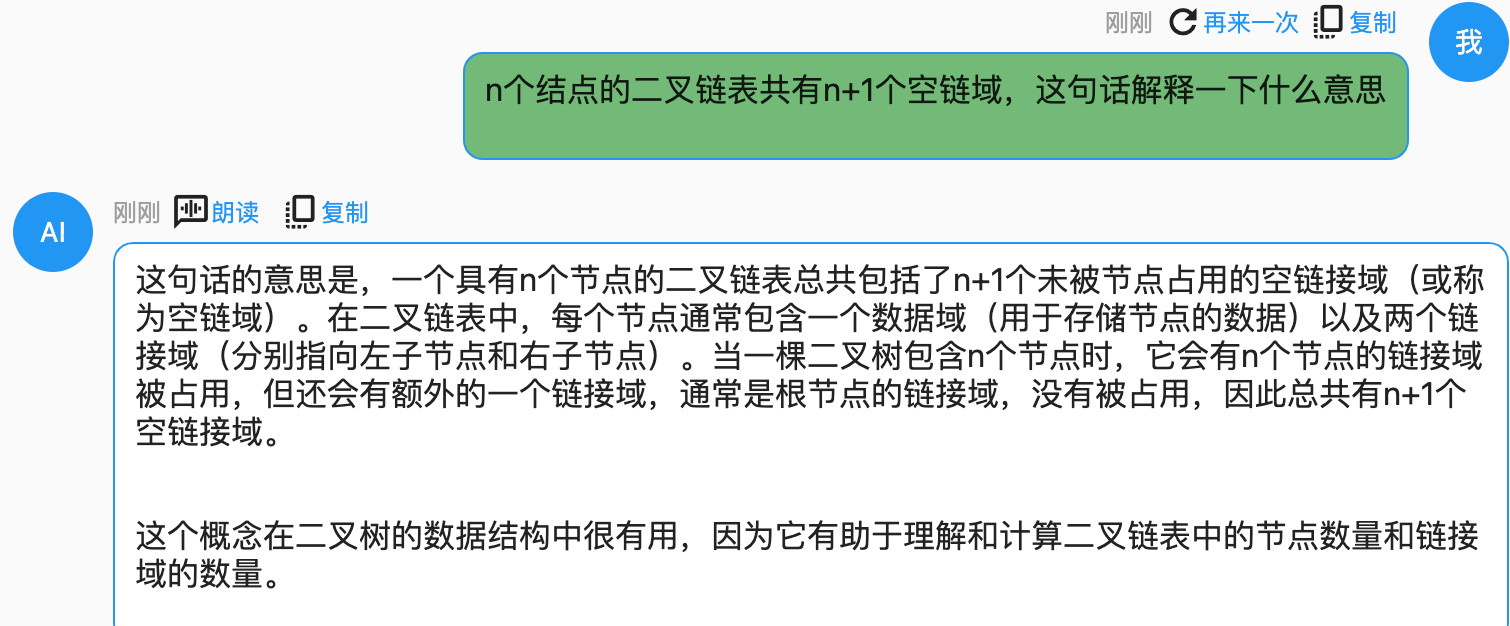 刚刚 再来一次 复制
我
n个结点的二叉链表共有n+1个空链域，这句话解释一下什么意思
AI
刚刚 朗读 复制
这句话的意思是，一个具有n个节点的二叉链表总共包括了n+1个未被节点占用的空链接域（或称
为空链域）。在二叉链表中，每个节点通常包含一个数据域（用于存储节点的数据）以及两个链
接域（分别指向左子节点和右子节点）。当一棵二叉树包含n个节点时，它会有n个节点的链接域
被占用，但还会有额外的一个链接域，通常是根节点的链接域，没有被占用，因此总共有n+1个
空链接域。
这个概念在二叉树的数据结构中很有用，因为它有助于理解和计算二叉链表中的节点数量和链接
域的数量。